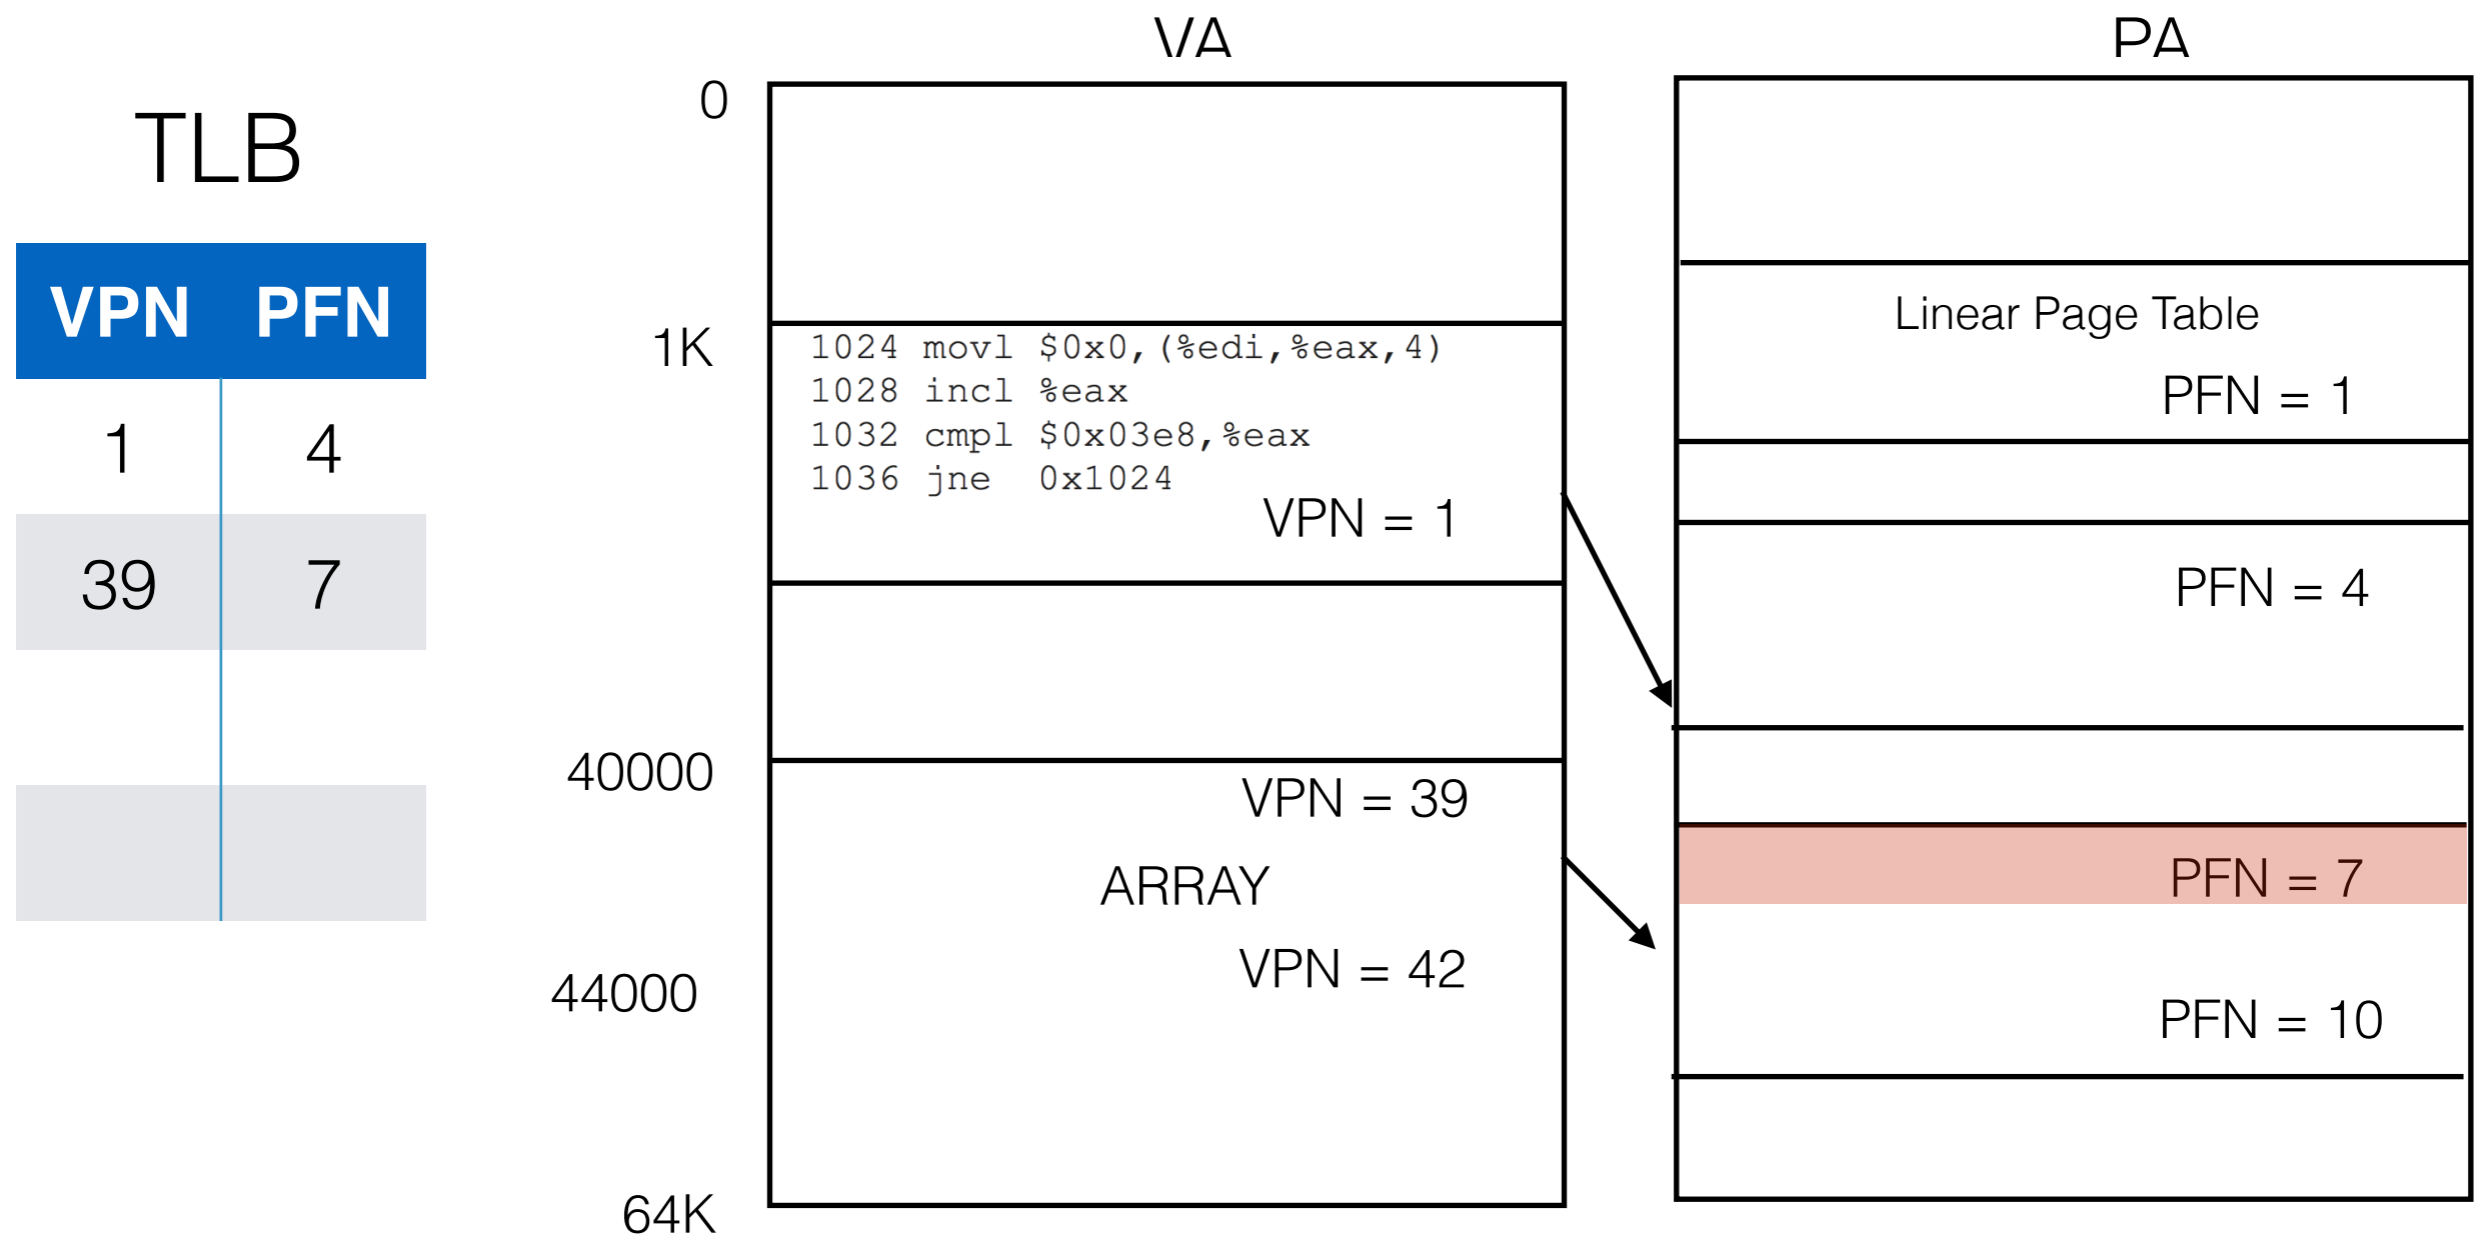 TLB
VPN PFN
1 4
39 7
VA
0
1K
1024 movl $0x0,(%edi,%eax,4)
1028 incl %eax
1032 cmpl $0x03e8,%eax
1036 jne 0x1024
VPN = 1
40000
VPN = 39
ARRAY
VPN = 42
44000
64K
PA
Linear Page Table
PFN = 1
PFN = 4
PFN = 7
PFN = 10